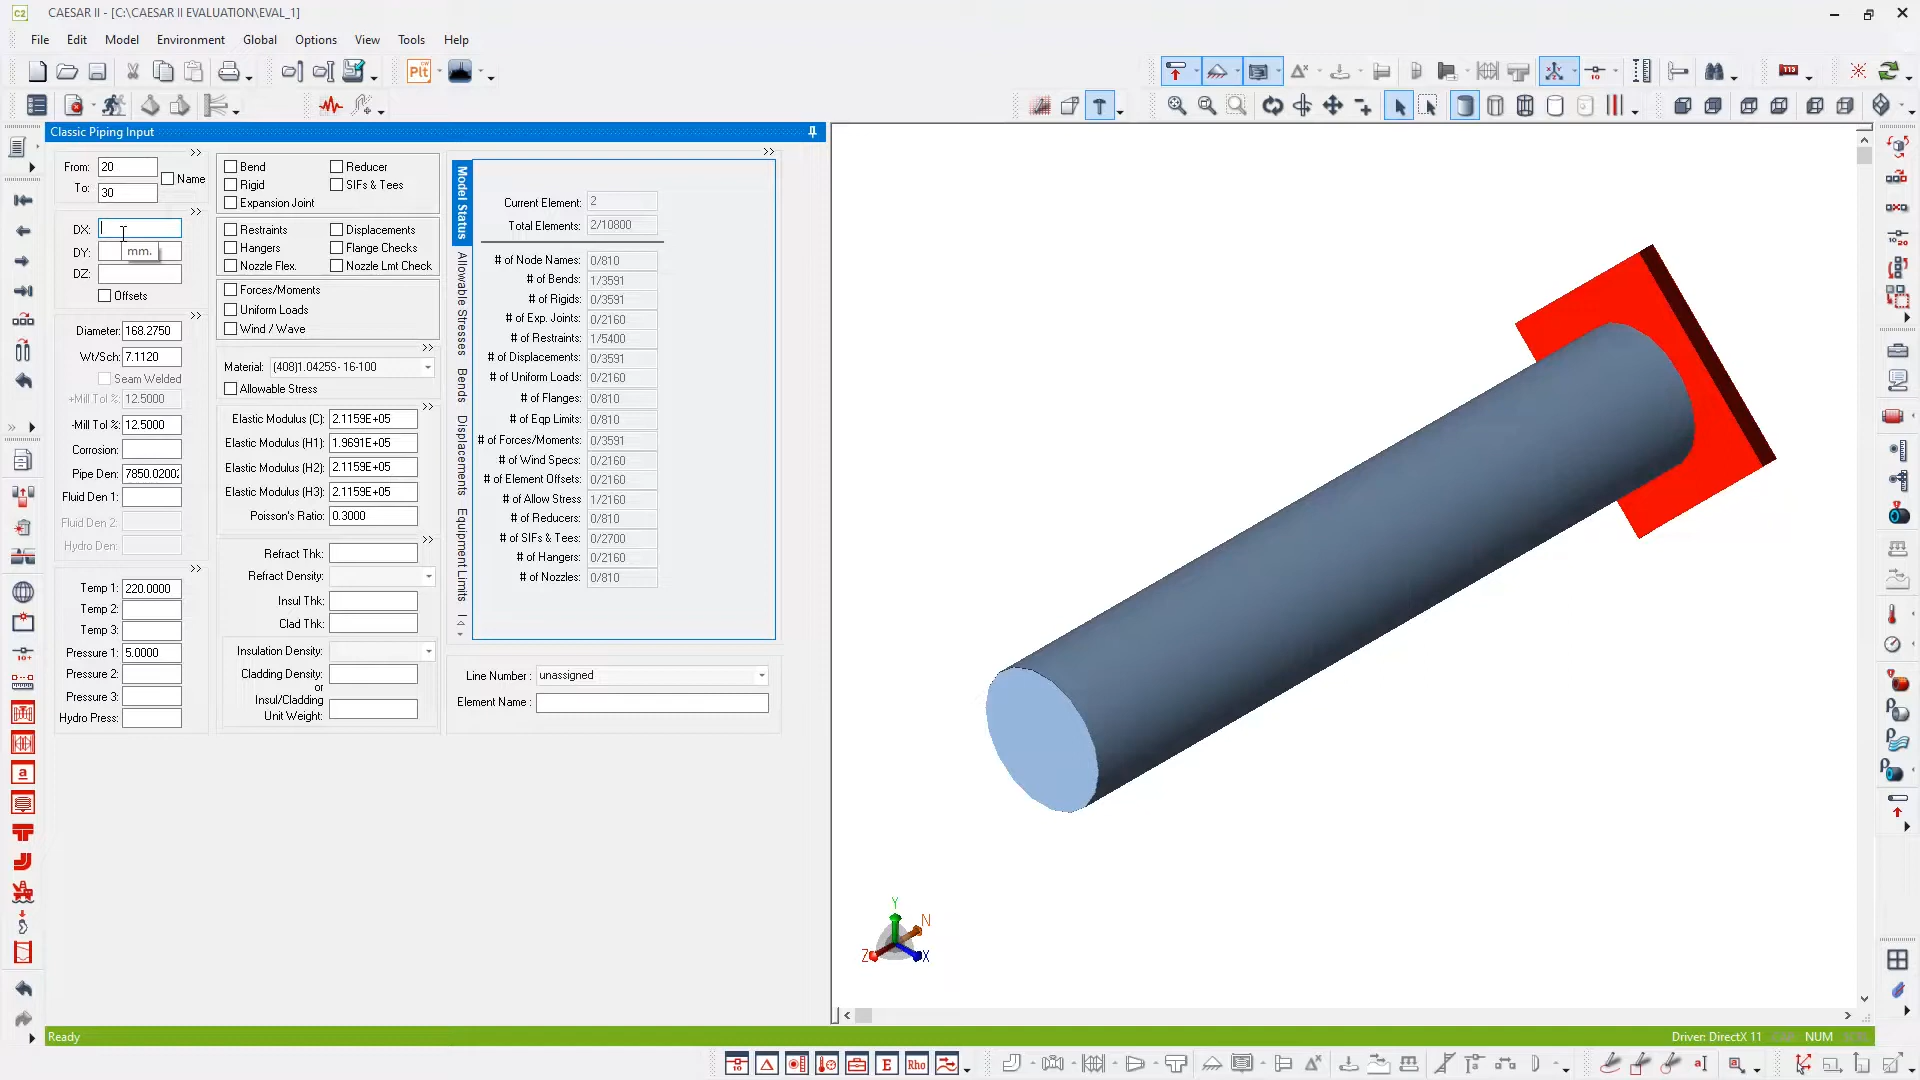 C2 CAESAR II - [C:\CAESAR II EVALUATION\EVAL_1]
File Edit Model Environment Global Options View Tools Help
Plt
Classic Piping Input
From: 20
To: 30
Name
DX:
DY:
DZ:
mm.
Offsets
Diameter: 168.2750
Wt/Sch: 7.1120
Seam Welded
+Mill Tol %: 12.5000
-Mill Tol %: 12.5000
Corrosion:
Pipe Den: 7850.0200
Fluid Den 1:
Fluid Den 2:
Hydro Den:
Temp 1: 220.0000
Temp 2:
Temp 3:
Pressure 1: 5.0000
Pressure 2:
Pressure 3:
Hydro Press:
Bend Reducer
Rigid SIFs & Tees
Expansion Joint
Restraints Displacements
Hangers Flange Checks
Nozzle Flex. Nozzle Lmt Check
Forces/Moments
Uniform Loads
Wind / Wave
Material: (408)1.0425S- 16-100
Allowable Stress
Elastic Modulus (C): 2.1159E+05
Elastic Modulus (H1): 1.9691E+05
Elastic Modulus (H2): 2.1159E+05
Elastic Modulus (H3): 2.1159E+05
Poisson's Ratio: 0.3000
Refract Thk:
Refract Density:
Insul Thk:
Clad Thk:
Insulation Density:
Cladding Density:
or
Insul/Cladding
Unit Weight:
Model Status
Allowable Stresses
Bends
Displacements
Equipment Limits
Current Element: 2
Total Elements: 2/10800
# of Node Names: 0/810
# of Bends: 1/3591
# of Rigids: 0/3591
# of Exp. Joints: 0/2160
# of Restraints: 1/5400
# of Displacements: 0/3591
# of Uniform Loads: 0/2160
# of Flanges: 0/810
# of Eqp Limits: 0/810
# of Forces/Moments: 0/3591
# of Wind Specs: 0/2160
# of Element Offsets: 0/2160
# of Allow Stress 1/2160
# of Reducers: 0/810
# of SIFs & Tees: 0/2700
# of Hangers: 0/2160
# of Nozzles: 0/810
Line Number : unassigned
Element Name :
Y
N
Z
X
Ready
Driver: DirectX 11 NUM
E Rho